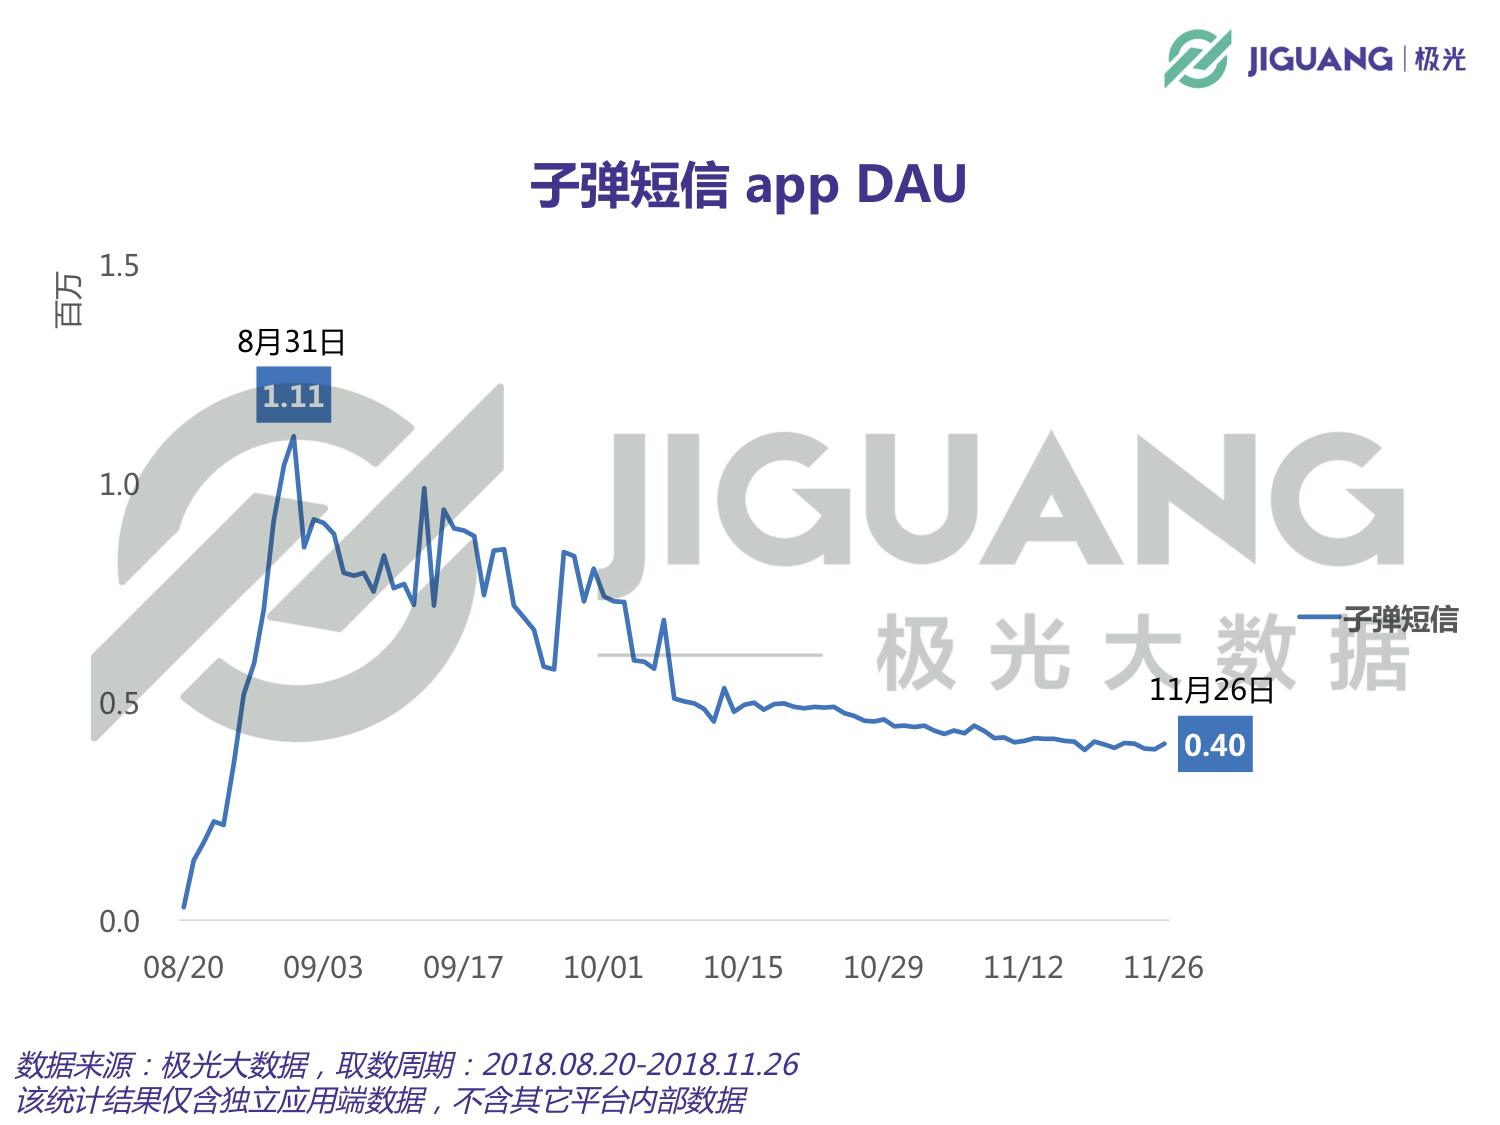 JIGUANG | 极光
子弹短信 app DAU
百万
1.5
8月31日
1.11
1.0
JIGUANG
极光大数据
子弹短信
0.5
11月26日
0.40
0.0
08/20 09/03 09/17 10/01 10/15 10/29 11/12 11/26
数据来源：极光大数据，取数周期：2018.08.20-2018.11.26
该统计结果仅含独立应用端数据，不含其它平台内部数据